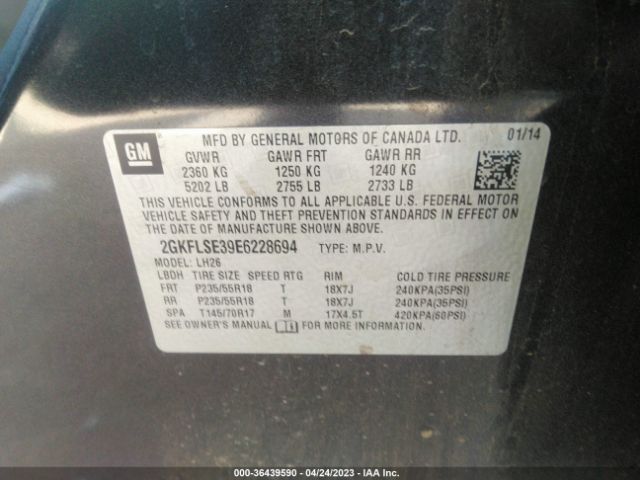 GM
MFD BY GENERAL MOTORS OF CANADA LTD. 01/14
GVWR GAWR FRT GAWR RR
2360 KG 1250 KG 1240 KG
5202 LB 2755 LB 2733 LB
THIS VEHICLE CONFORMS TO ALL APPLICABLE U.S. FEDERAL MOTOR
VEHICLE SAFETY AND THEFT PREVENTION STANDARDS IN EFFECT ON
THE DATE OF MANUFACTURE SHOWN ABOVE.
2GKFLSE39E6228694 TYPE: M.P.V.
MODEL: LH26
LBDH TIRE SIZE SPEED RTG RIM COLD TIRE PRESSURE
FRT P235/55R18 T 18X7J 240KPA(35PSI)
RR P235/55R18 T 18X7J 240KPA(35PSI)
SPA T145/70R17 M 17X4.5T 420KPA(60PSI)
SEE OWNER'S MANUAL FOR MORE INFORMATION.
000-36439590 - 04/24/2023 - IAA Inc.